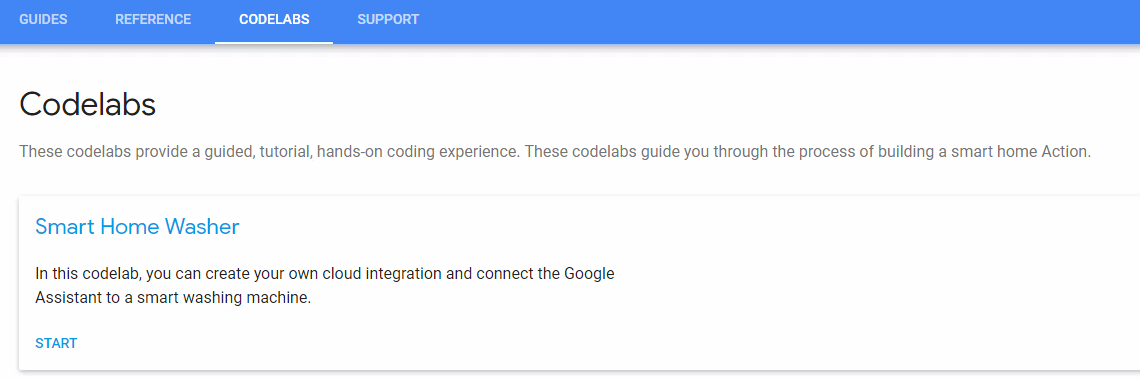 GUIDES REFERENCE CODELABS SUPPORT
Codelabs
These codelabs provide a guided, tutorial, hands-on coding experience. These codelabs guide you through the process of building a smart home Action.
Smart Home Washer
In this codelab, you can create your own cloud integration and connect the Google
Assistant to a smart washing machine.
START